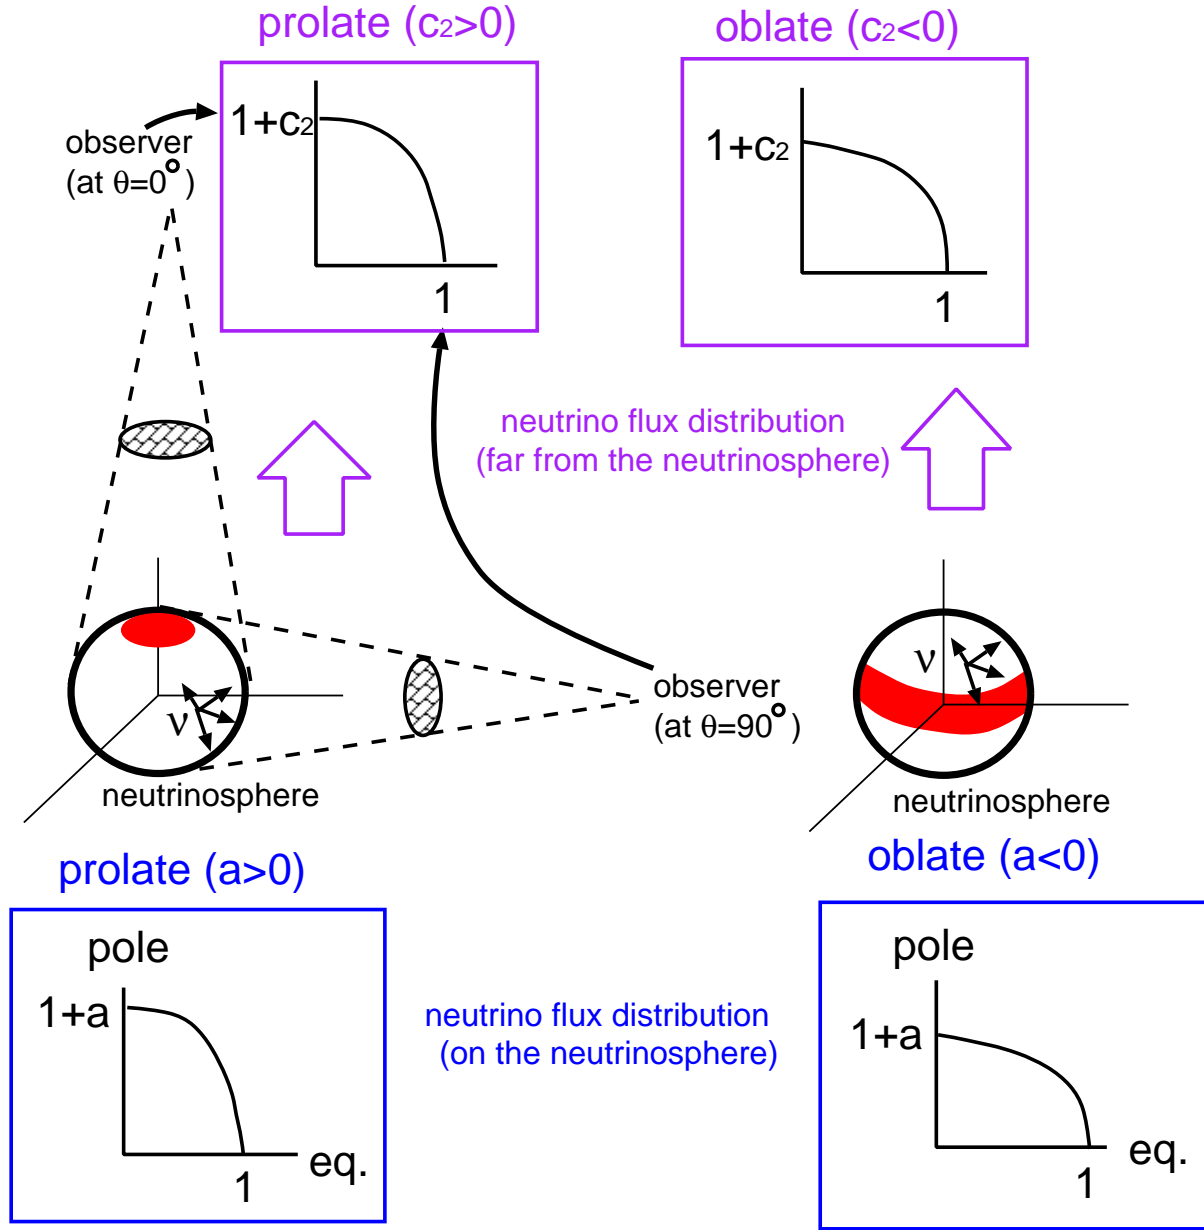 prolate (c₂>0)
oblate (c₂<0)
1+c₂
1
observer
(at θ=0°)
1+c₂
1
neutrino flux distribution
(far from the neutrinosphere)
ν
neutrinosphere
observer
(at θ=90°)
ν
neutrinosphere
prolate (a>0)
oblate (a<0)
pole
1+a
1
eq.
neutrino flux distribution
(on the neutrinosphere)
pole
1+a
1
eq.